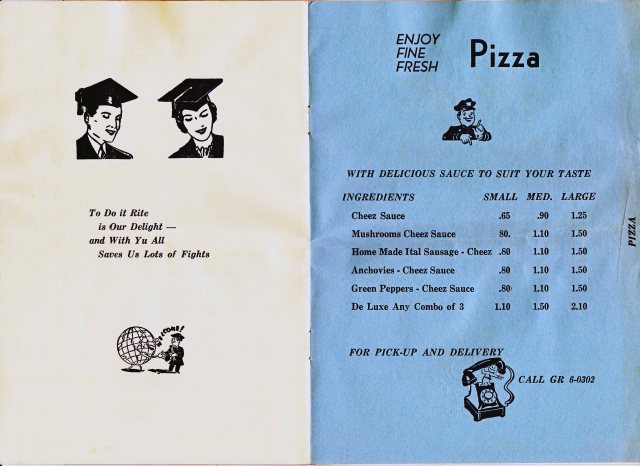 To Do it Rite
is Our Delight —
and With Yu All
Saves Us Lots of Fights
WELCOME!
ENJOY
FINE
FRESH
Pizza
WITH DELICIOUS SAUCE TO SUIT YOUR TASTE
INGREDIENTS SMALL MED. LARGE
Cheez Sauce .65 .90 1.25
Mushrooms Cheez Sauce 80. 1.10 1.50
Home Made Ital Sausage - Cheez .80 1.10 1.50
Anchovies - Cheez Sauce .80 1.10 1.50
Green Peppers - Cheez Sauce .80 1.10 1.50
De Luxe Any Combo of 3 1.10 1.50 2.10
FOR PICK-UP AND DELIVERY
CALL GR 6-0302
PIZZA